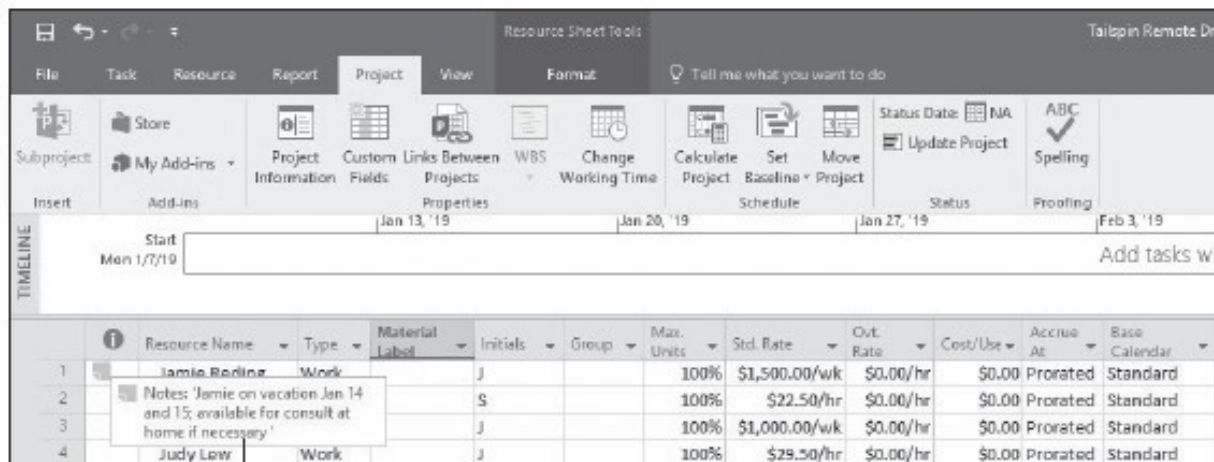 Resource Sheet Tools
Tailspin Remote Dr
File Task Resource Report Project View Format Tell me what you want to do
Subproject
Store
My Add-ins
Project Information
Custom Fields
Links Between Projects
WBS
Change Working Time
Calculate Project
Set Baseline
Move Project
Status Date: NA
Update Project
ABC
Spelling
Insert Add-ins Properties Schedule Status Proofing
Jan 13, '19 Jan 20, '19 Jan 27, '19 Feb 3, '19
TIMELINE
Start
Mon 1/7/19
Add tasks wi
Resource Name Type Material Label Initials Group Max. Units Std. Rate Ovt. Rate Cost/Use Accrue At Base Calendar
1 Jamie Reding Work J 100% $1,500.00/wk $0.00/hr $0.00 Prorated Standard
2 S 100% $22.50/hr $0.00/hr $0.00 Prorated Standard
3 J 100% $1,000.00/wk $0.00/hr $0.00 Prorated Standard
4 Judy Lew Work J 100% $29.50/hr $0.00/hr $0.00 Prorated Standard
Notes: 'Jamie on vacation Jan 14
and 15; available for consult at
home if necessary '